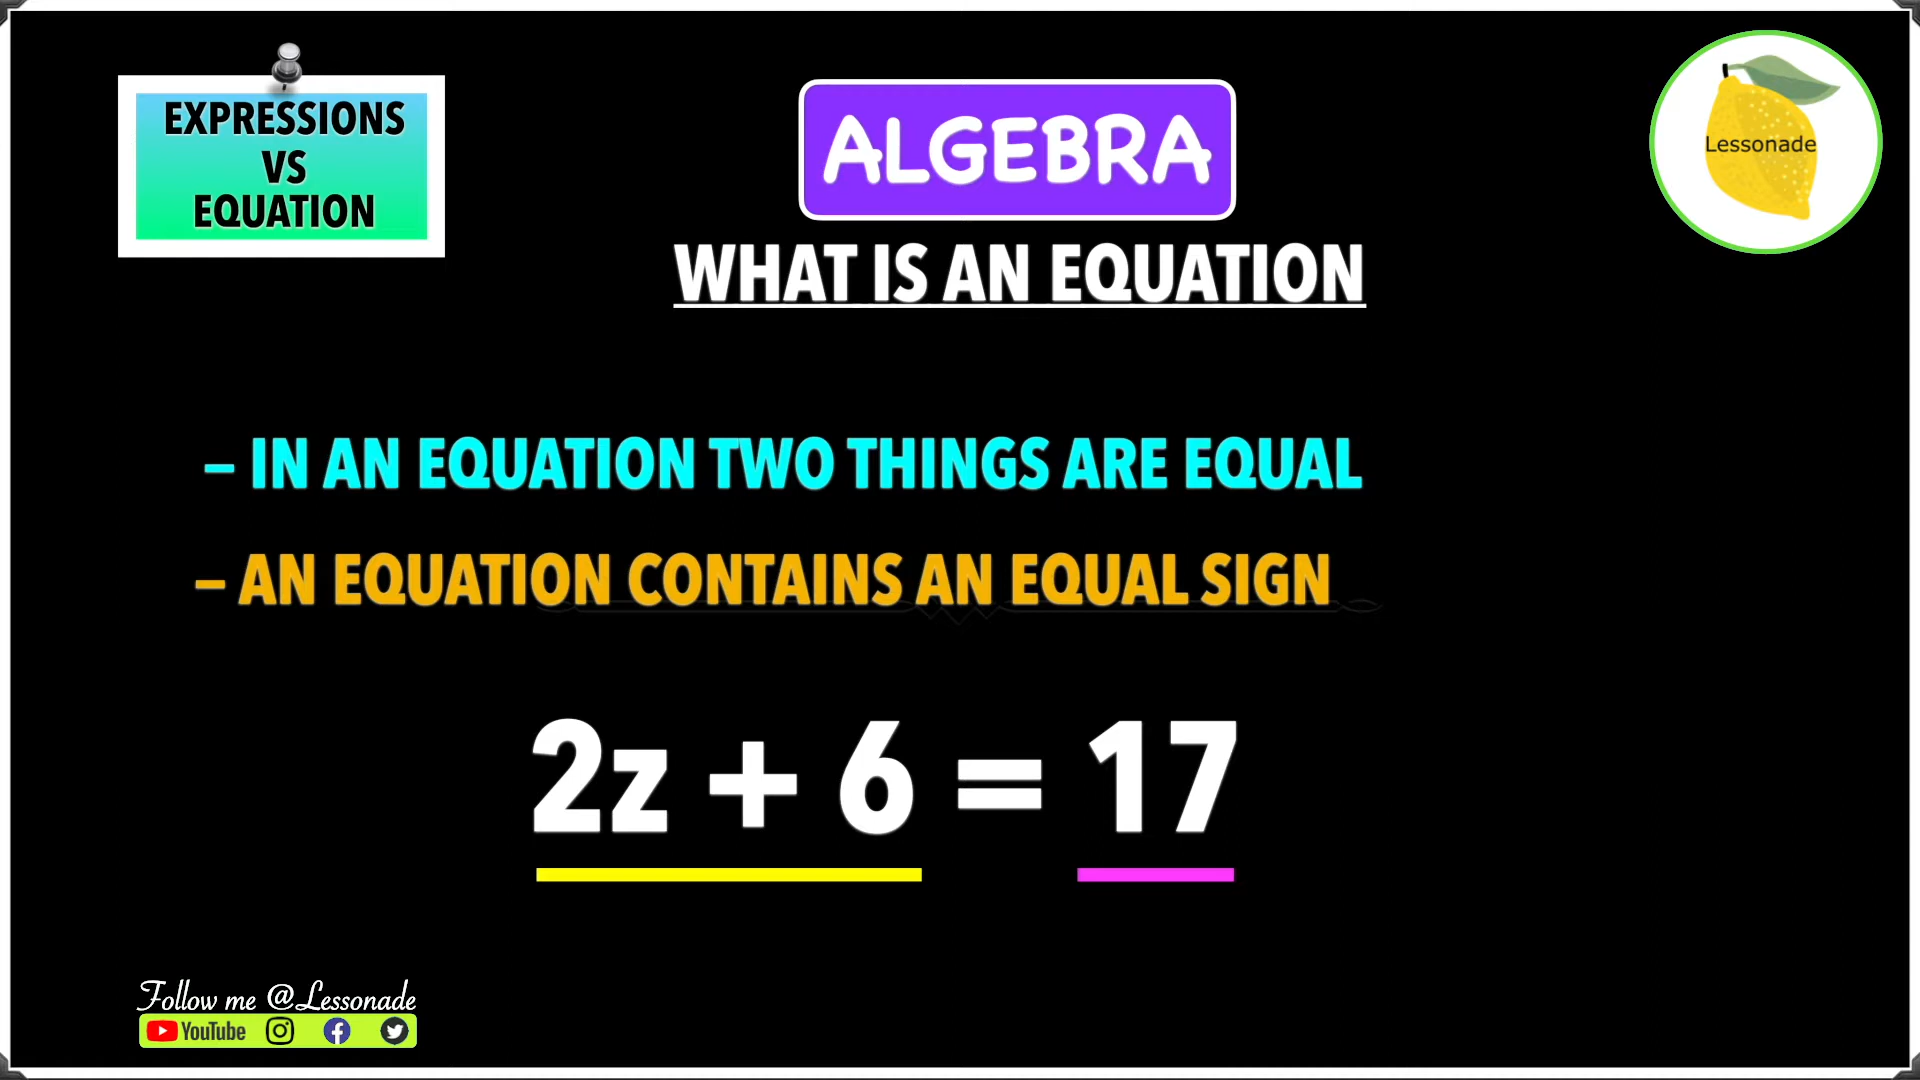 EXPRESSIONS
VS
EQUATION
ALGEBRA
Lessonade
WHAT IS AN EQUATION
– IN AN EQUATION TWO THINGS ARE EQUAL
– AN EQUATION CONTAINS AN EQUAL SIGN
2z + 6 = 17
Follow me @Lessonade
YouTube